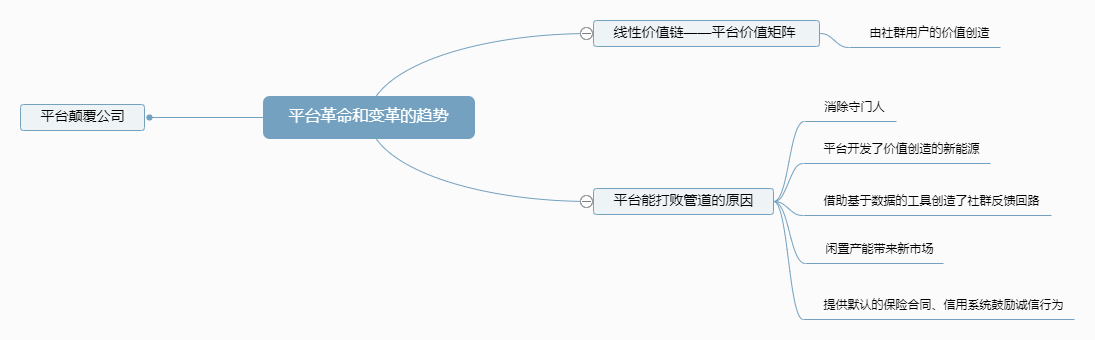 平台颠覆公司
平台革命和变革的趋势
线性价值链——平台价值矩阵
由社群用户的价值创造
平台能打败管道的原因
消除守门人
平台开发了价值创造的新能源
借助基于数据的工具创造了社群反馈回路
闲置产能带来新市场
提供默认的保险合同、信用系统鼓励诚信行为